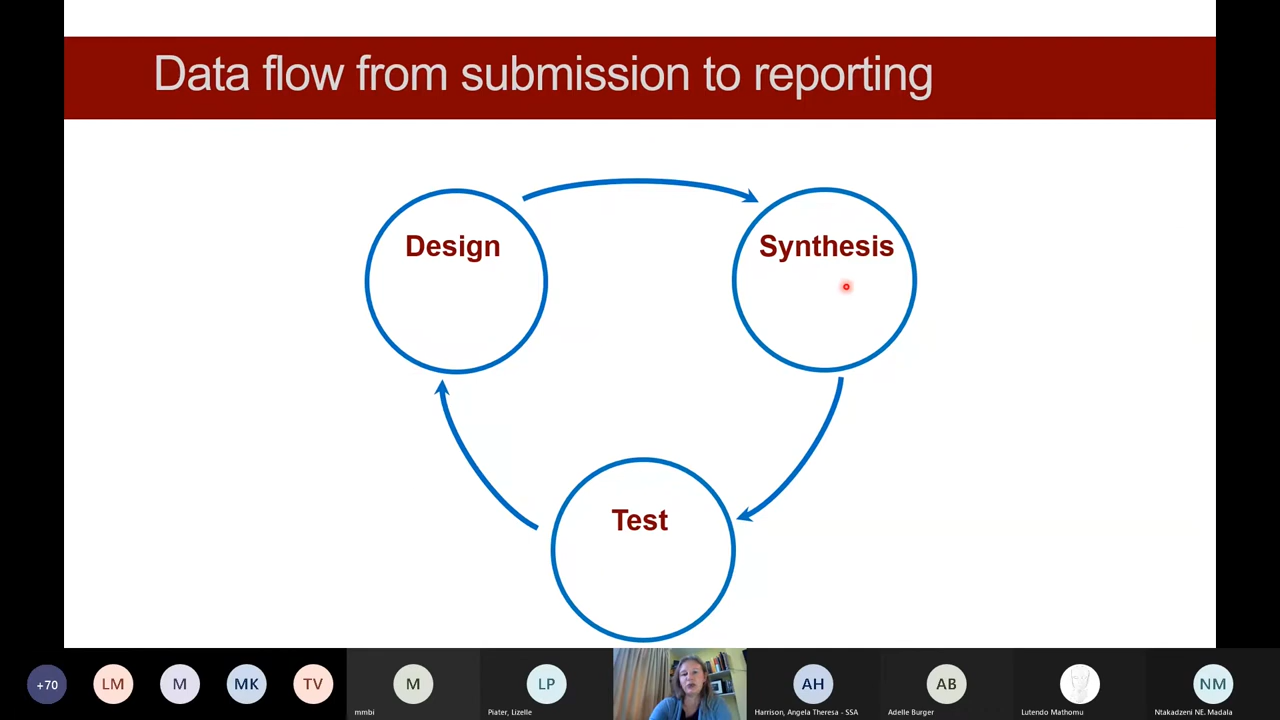 Data flow from submission to reporting
Design
Synthesis
Test
+70
LM
M
MK
TV
M
LP
AH
AB
NM
mmbi
Piater, Lizelle
Harrison, Angela Theresa - SSA
Adelle Burger
Lutendo Mathomu
Ntakadzeni NE. Madala